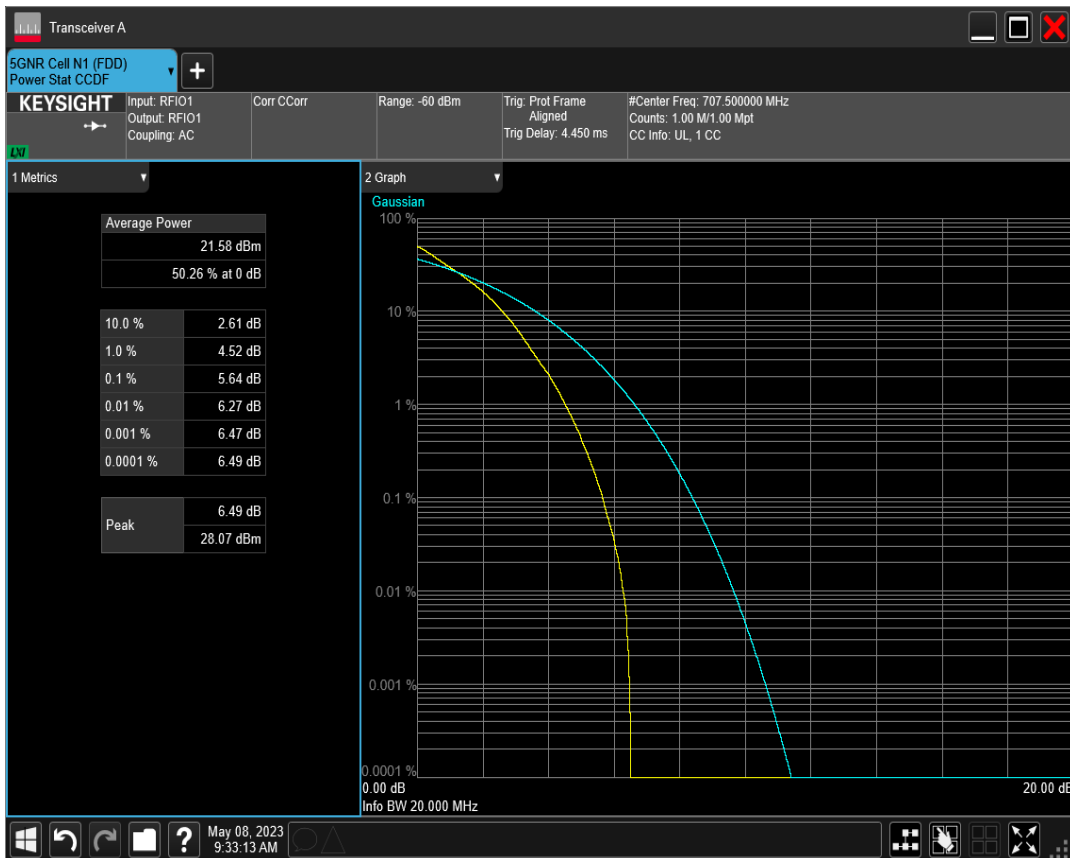 Transceiver A
5GNR Cell N1 (FDD)
Power Stat CCDF
KEYSIGHT
LXI
Input: RFIO1
Output: RFIO1
Coupling: AC
Corr CCorr
Range: -60 dBm
Trig: Prot Frame
Aligned
Trig Delay: 4.450 ms
#Center Freq: 707.500000 MHz
Counts: 1.00 M/1.00 Mpt
CC Info: UL, 1 CC
1 Metrics
Average Power
21.58 dBm
50.26 % at 0 dB
10.0 % 2.61 dB
1.0 % 4.52 dB
0.1 % 5.64 dB
0.01 % 6.27 dB
0.001 % 6.47 dB
0.0001 % 6.49 dB
Peak
6.49 dB
28.07 dBm
2 Graph
Gaussian
100 %
10 %
1 %
0.1 %
0.01 %
0.001 %
0.0001 %
0.00 dB
20.00 dB
Info BW 20.000 MHz
May 08, 2023
9:33:13 AM